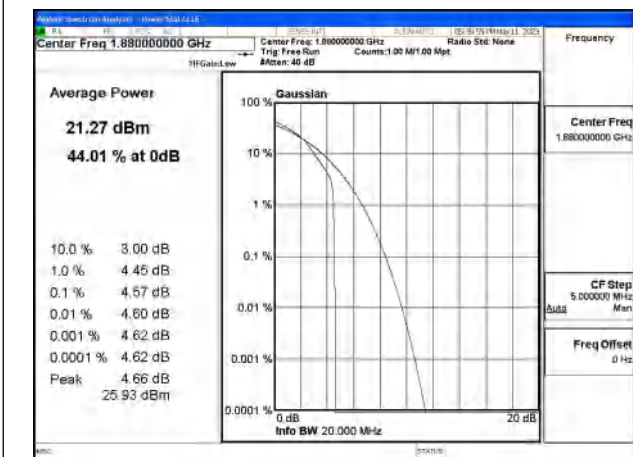 Center Freq 1.880000000 GHz
#IFGain:Low
Center Freq: 1.880000000 GHz
Trig: Free Run
Counts:1.00 M/1.00 Mpt
#Atten: 40 dB
Radio Std: None
Frequency
Average Power
21.27 dBm
44.01 % at 0dB
10.0 % 3.00 dB
1.0 % 4.45 dB
0.1 % 4.57 dB
0.01 % 4.60 dB
0.001 % 4.62 dB
0.0001 % 4.62 dB
Peak 4.66 dB
25.93 dBm
Gaussian
100 %
10 %
1 %
0.1 %
0.01 %
0.001 %
0.0001 %
0 dB
20 dB
Info BW 20.000 MHz
Center Freq
1.880000000 GHz
CF Step
5.000000 MHz
Auto Man
Freq Offset
0 Hz
MSG
STATUS